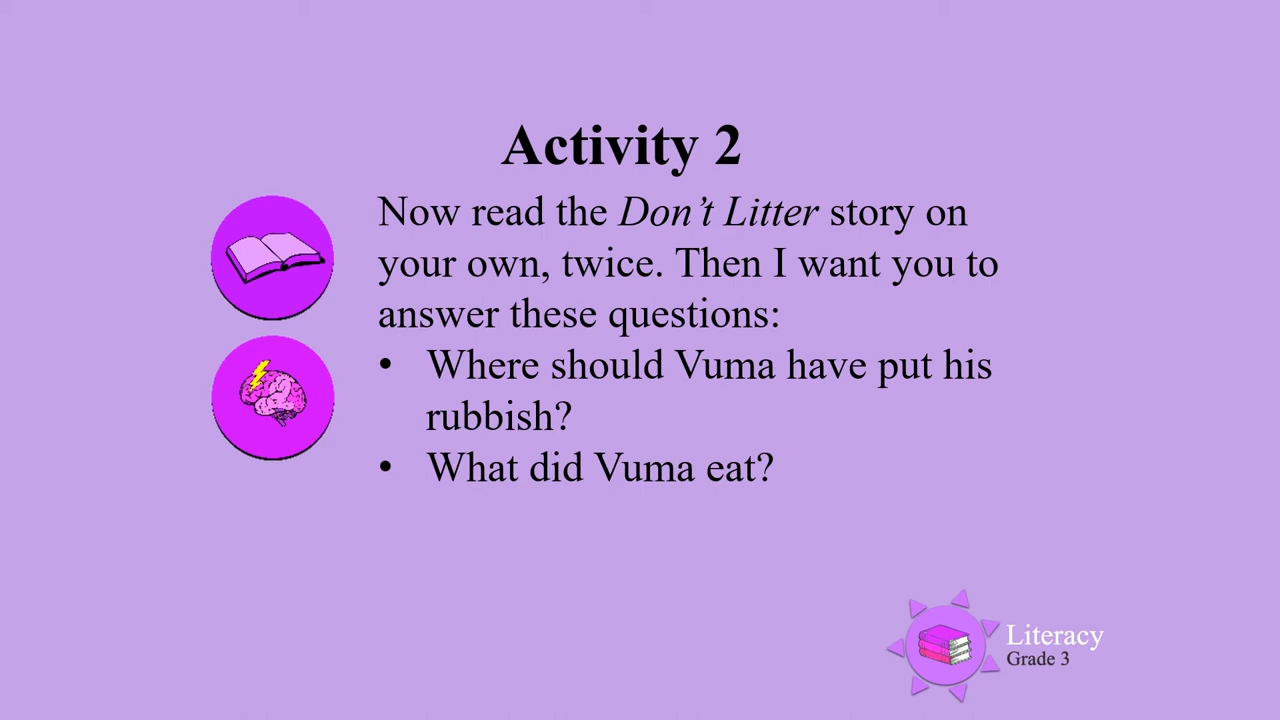 Activity 2
Now read the Don’t Litter story on
your own, twice. Then I want you to
answer these questions:
• Where should Vuma have put his
rubbish?
• What did Vuma eat?
Literacy
Grade 3